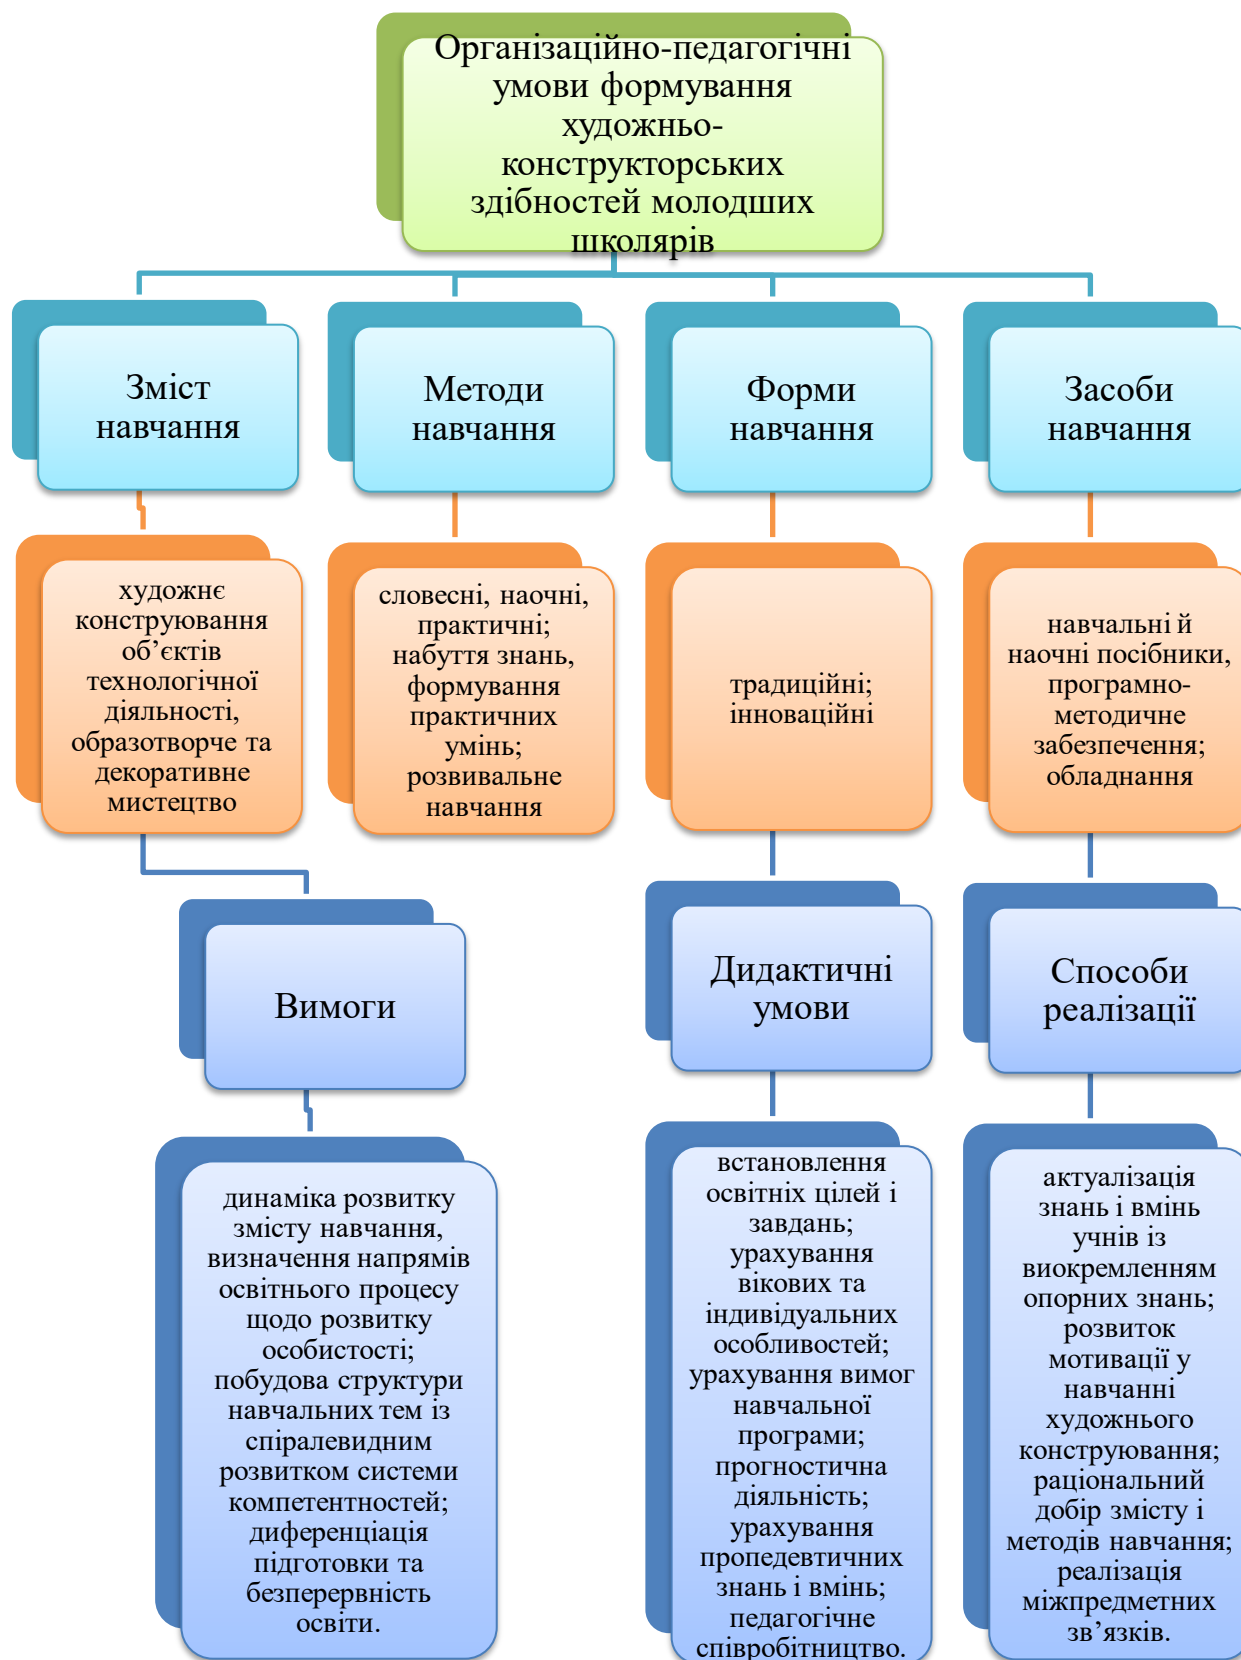 Організаційно-педагогічні
умови формування
художньо-
конструкторських
здібностей молодших
школярів
Зміст
навчання
Методи
навчання
Форми
навчання
Засоби
навчання
художнє
конструювання
об’єктів
технологічної
діяльності,
образотворче та
декоративне
мистецтво
словесні, наочні,
практичні;
набуття знань,
формування
практичних
умінь;
розвивальне
навчання
традиційні;
інноваційні
навчальні й
наочні посібники,
програмно-
методичне
забезпечення;
обладнання
Вимоги
Дидактичні
умови
Способи
реалізації
динаміка розвитку
змісту навчання,
визначення напрямів
освітнього процесу
щодо розвитку
особистості;
побудова структури
навчальних тем із
спіралевидним
розвитком системи
компетентностей;
диференціація
підготовки та
безперервність
освіти.
встановлення
освітніх цілей і
завдань;
урахування
вікових та
індивідуальних
особливостей;
урахування вимог
навчальної
програми;
прогностична
діяльність;
урахування
пропедевтичних
знань і вмінь;
педагогічне
співробітництво.
актуалізація
знань і вмінь
учнів із
виокремленням
опорних знань;
розвиток
мотивації у
навчанні
художнього
конструювання;
раціональний
добір змісту і
методів навчання;
реалізація
міжпредметних
зв’язків.